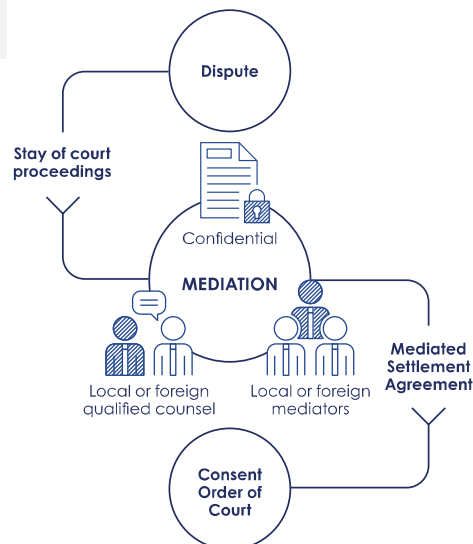 Dispute
Stay of court
proceedings
Confidential
MEDIATION
Local or foreign
qualified counsel
Local or foreign
mediators
Mediated
Settlement
Agreement
Consent
Order of
Court